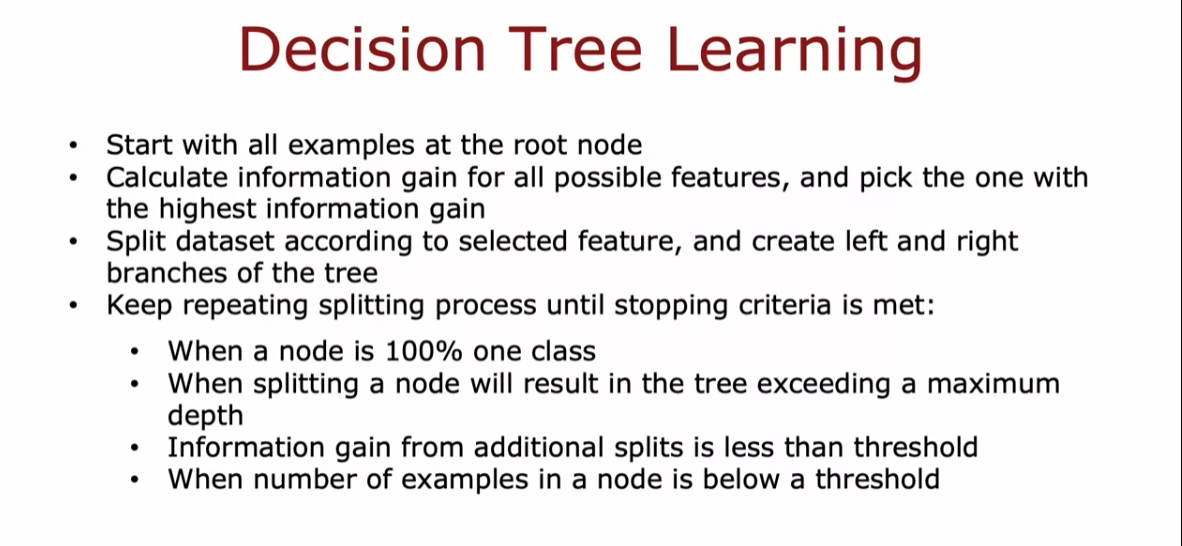 Decision Tree Learning
• Start with all examples at the root node
• Calculate information gain for all possible features, and pick the one with
the highest information gain
• Split dataset according to selected feature, and create left and right
branches of the tree
• Keep repeating splitting process until stopping criteria is met:
• When a node is 100% one class
• When splitting a node will result in the tree exceeding a maximum
depth
• Information gain from additional splits is less than threshold
• When number of examples in a node is below a threshold